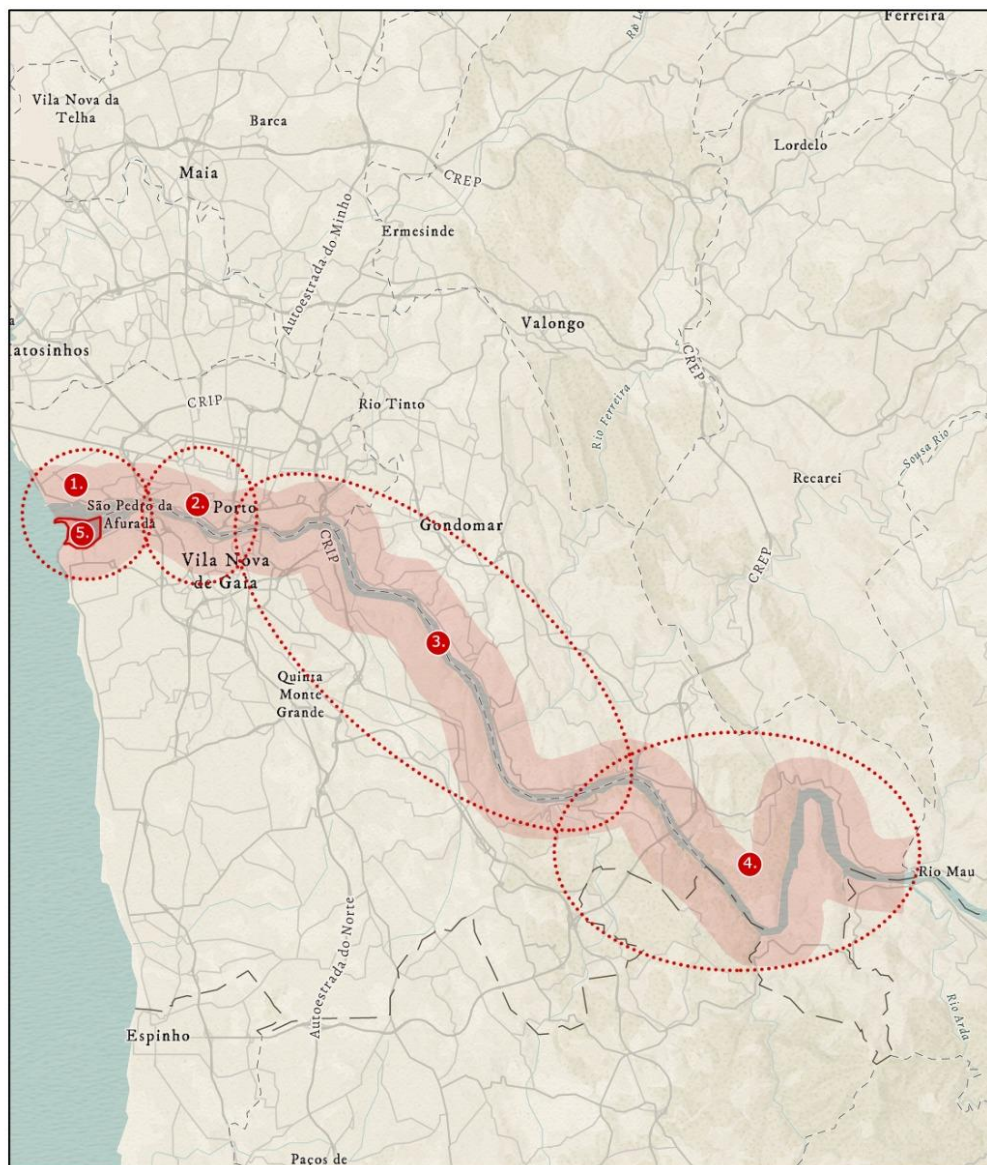 Ferreira
Rio Lo
Vila Nova da
Telha
Barca
Lordelo
Maia
CREP
Autoestrada do Minho
Ermesinde
Valongo
atosinhos
CREP
CRIP
Rio Tinto
Rio Ferreira
Sousa Rio
Recarei
1.
2.
São Pedro da
Afurada
Porto
Gondomar
5.
CRIP
Vila Nova
de Gaia
CREP
3.
Quinta
Monte
Grande
4.
Rio Mau
Autoestrada do Norte
Rio Arda
Espinho
Paços de